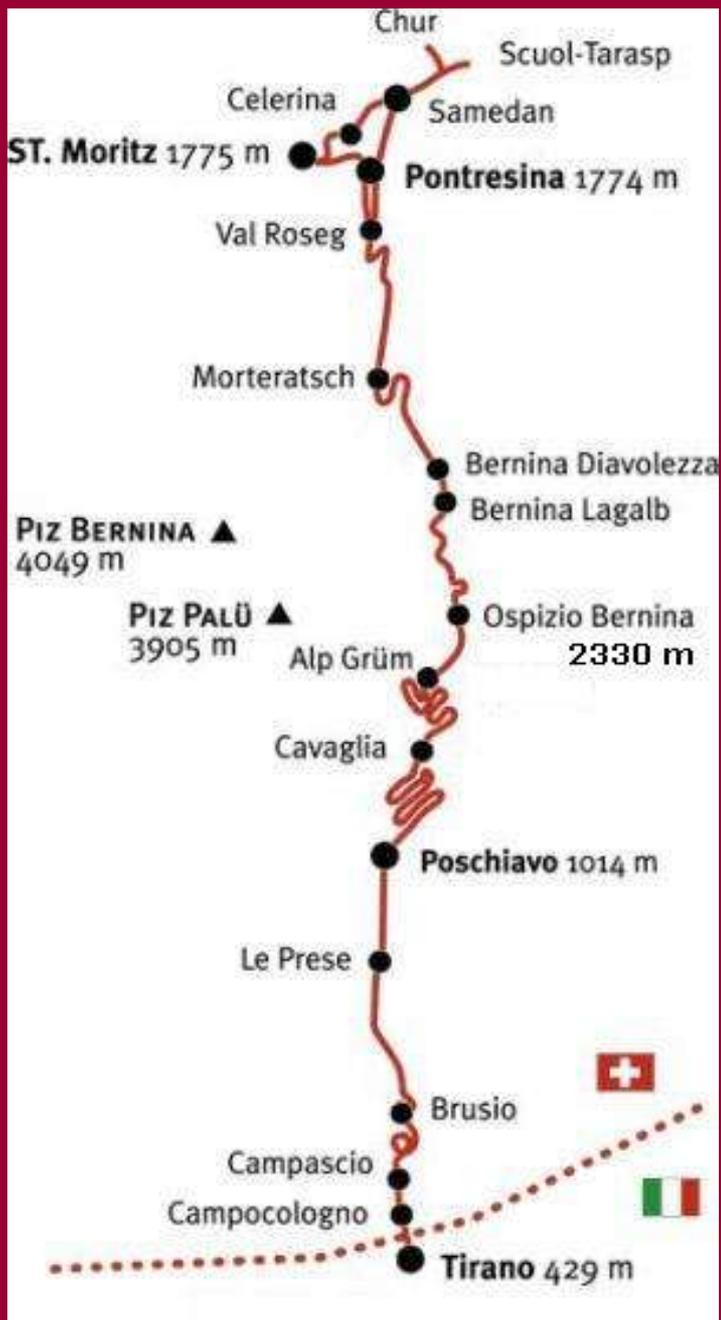 Chur
Scuol-Tarasp
Celerina
Samedan
ST. Moritz 1775 m
Pontresina 1774 m
Val Roseg
Morteratsch
Bernina Diavolezza
Bernina Lagalb
PIZ BERNINA
4049 m
PIZ PALÜ
3905 m
Ospizio Bernina
2330 m
Alp Grüm
Cavaglia
Poschiavo 1014 m
Le Prese
Brusio
Campascio
Campocologno
Tirano 429 m